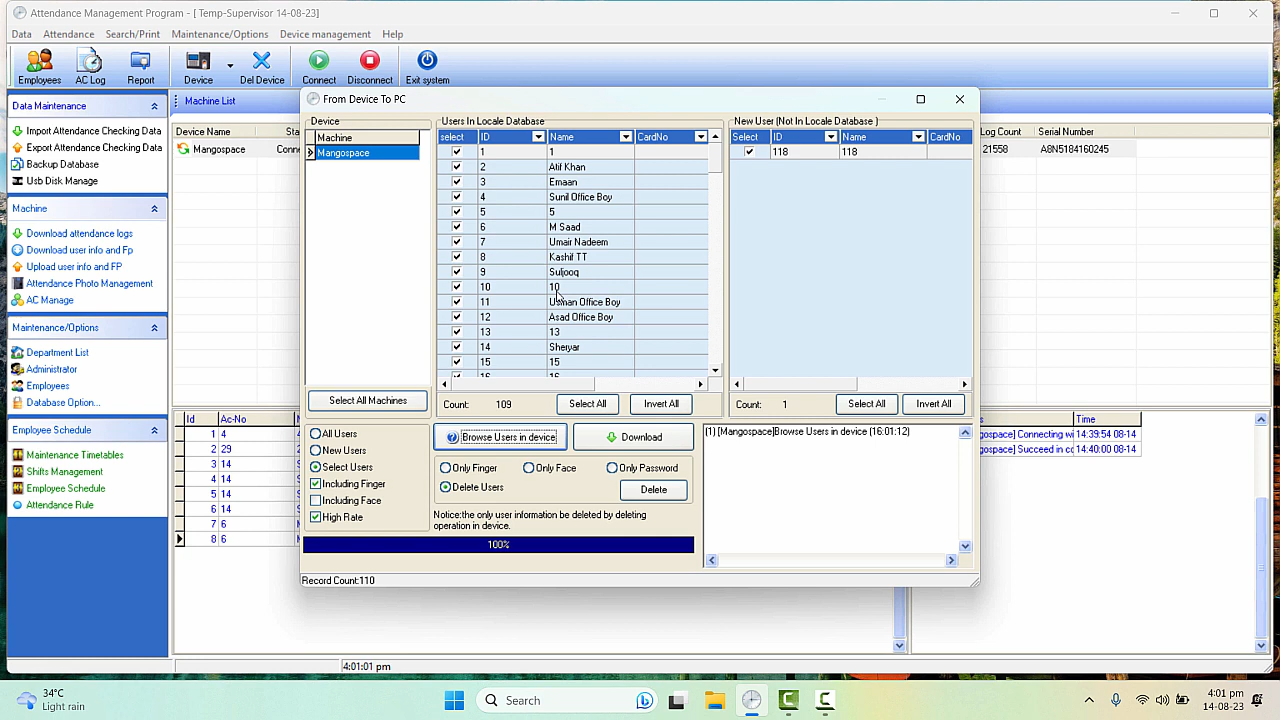 Attendance Management Program - [ Temp-Supervisor 14-08-23]
Data Attendance Search/Print Maintenance/Options Device management Help
Employees AC Log Report Device Del Device Connect Disconnect Exit system
Data Maintenance
Import Attendance Checking Data
Export Attendance Checking Data
Backup Database
Usb Disk Manage
Machine
Download attendance logs
Download user info and Fp
Upload user info and FP
Attendance Photo Management
AC Manage
Maintenance/Options
Department List
Administrator
Employees
Database Option...
Employee Schedule
Maintenance Timetables
Shifts Management
Employee Schedule
Attendance Rule
Machine List
Device Name Sta
Mangospace Conne
Log Count Serial Number
21558 A8N5184160245
From Device To PC
Device
Machine
Mangospace
Select All Machines
Users In Locale Database
select ID Name CardNo
1 1
2 Atif Khan
3 Emaan
4 Sunil Office Boy
5 5
6 M Saad
7 Umair Nadeem
8 Kashif TT
9 Suljooq
10 10
11 Usman Office Boy
12 Asad Office Boy
13 13
14 Sheryar
15 15
16 16
Count: 109 Select All Invert All
New User (Not In Locale Database )
Select ID Name CardNo
118 118
Count: 1 Select All Invert All
All Users
New Users
Select Users
Including Finger
Including Face
High Rate
Browse Users in device Download
Only Finger Only Face Only Password
Delete Users Delete
Notice:the only user information be deleted by deleting
operation in device.
100%
Record Count:110
(1) [Mangospace]Browse Users in device (16:01:12)
Id Ac-No
1 4
2 29
3 14
4 14
5 14
6 14
7 6
8 6
Time
gospace] Connecting wi 14:39:54 08-14
gospace] Succeed in co 14:40:00 08-14
4:01:01 pm
34°C
Light rain
Search
4:01 pm
14-08-23